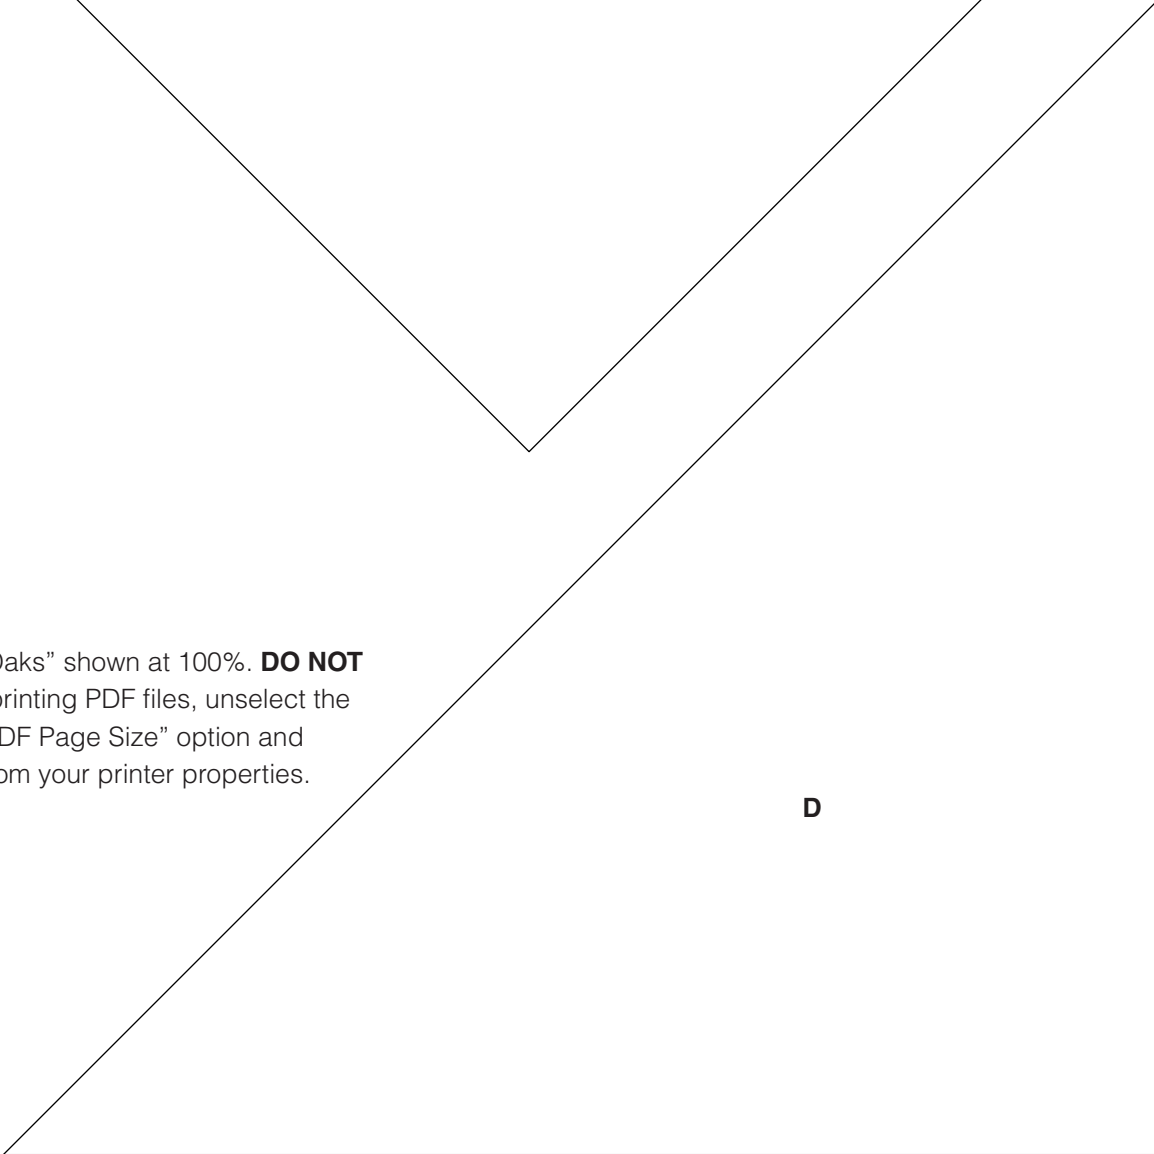 Oaks” shown at 100%. DO NOT
printing PDF files, unselect the
DF Page Size” option and
om your printer properties.
D